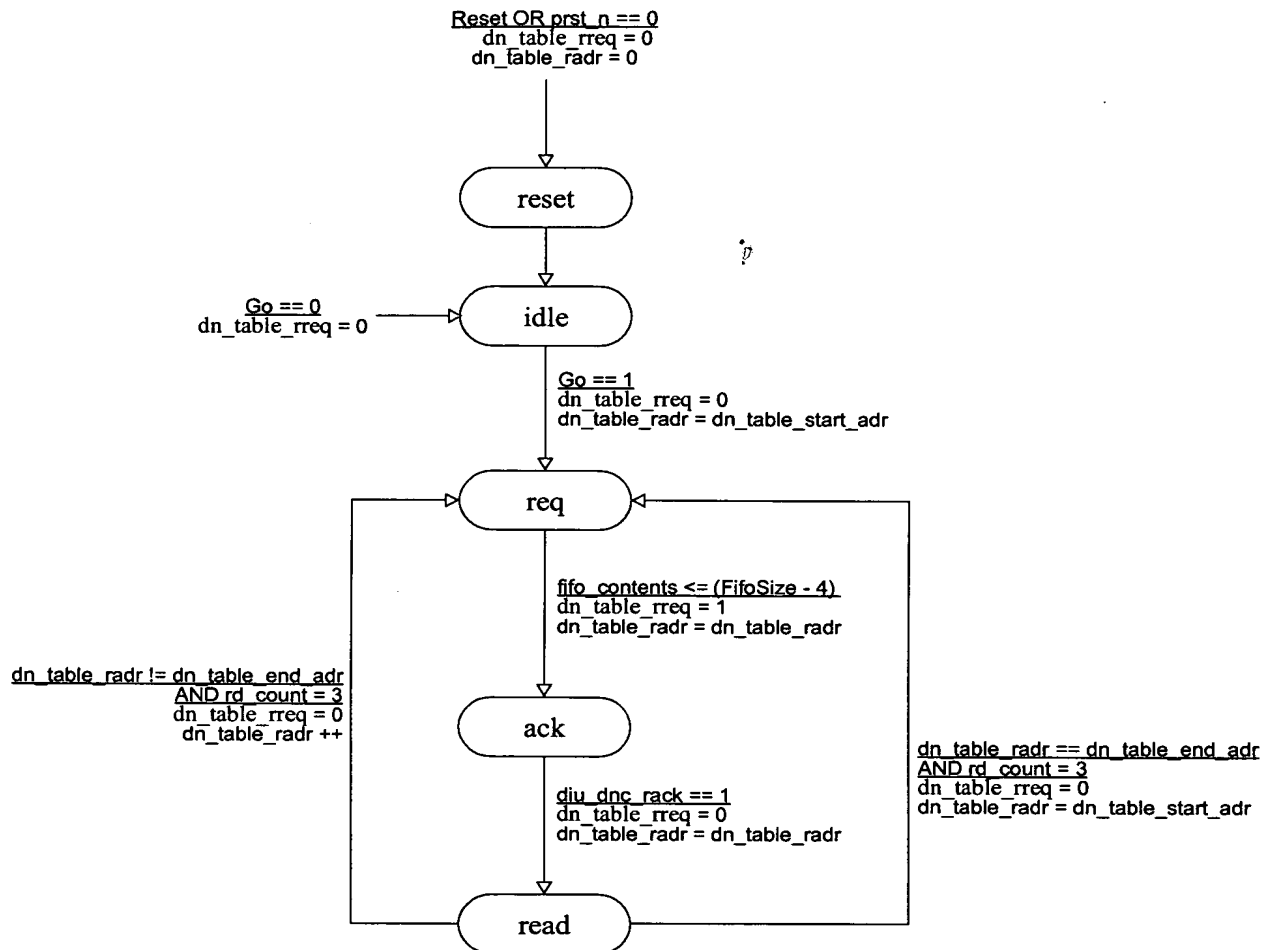 Reset OR prst_n == 0
dn_table_rreq = 0
dn_table_radr = 0
reset
Go == 0
dn_table_rreq = 0
idle
Go == 1
dn_table_rreq = 0
dn_table_radr = dn_table_start_adr
req
fifo_contents <= (FifoSize - 4)
dn_table_rreq = 1
dn_table_radr = dn_table_radr
dn_table_radr != dn_table_end_adr
AND rd_count = 3
dn_table_rreq = 0
dn_table_radr ++
ack
dn_table_radr == dn_table_end_adr
AND rd_count = 3
dn_table_rreq = 0
dn_table_radr = dn_table_start_adr
diu_dnc_rack == 1
dn_table_rreq = 0
dn_table_radr = dn_table_radr
read